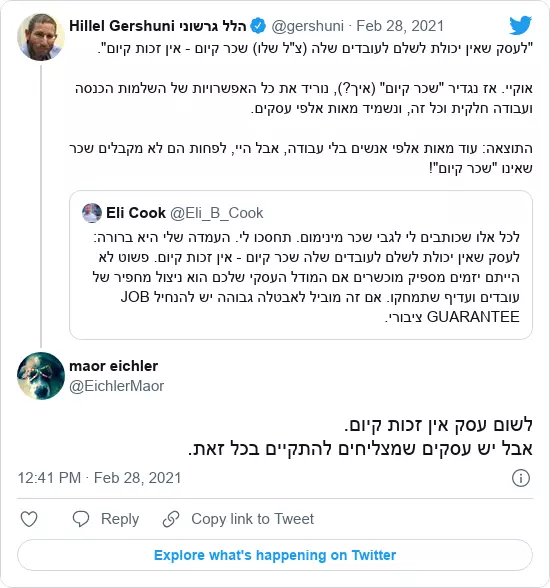 Hillel Gershuni הלל גרשוני @gershuni · Feb 28, 2021
"לעסק שאין יכולת לשלם לעובדים שלה (צ"ל שלו) שכר קיום - אין זכות קיום".
אוקיי. אז נגדיר "שכר קיום" (איך?), נוריד את כל האפשרויות של השלמות הכנסה
ועבודה חלקית וכל זה, ונשמיד מאות אלפי עסקים.
התוצאה: עוד מאות אלפי אנשים בלי עבודה, אבל היי, לפחות הם לא מקבלים שכר
שאינו "שכר קיום"!
Eli Cook @Eli_B_Cook
לכל אלו שכותבים לי לגבי שכר מינימום. תחסכו לי. העמדה שלי היא ברורה:
לעסק שאין יכולת לשלם לעובדים שלה שכר קיום - אין זכות קיום. פשוט לא
הייתם יזמים מספיק מוכשרים אם המודל העסקי שלכם הוא ניצול מחפיר של
עובדים ועדיף שתמחקו. אם זה מוביל לאבטלה גבוהה יש להנחיל JOB
GUARANTEE ציבורי.
maor eichler
@EichlerMaor
לשום עסק אין זכות קיום.
אבל יש עסקים שמצליחים להתקיים בכל זאת.
12:41 PM · Feb 28, 2021
Reply
Copy link to Tweet
Explore what's happening on Twitter